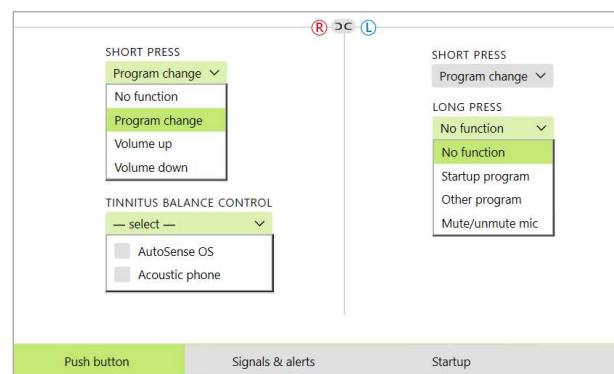 R L
SHORT PRESS
Program change
No function
Program change
Volume up
Volume down
TINNITUS BALANCE CONTROL
— select —
AutoSense OS
Acoustic phone
SHORT PRESS
Program change
LONG PRESS
No function
No function
Startup program
Other program
Mute/unmute mic
Push button
Signals & alerts
Startup